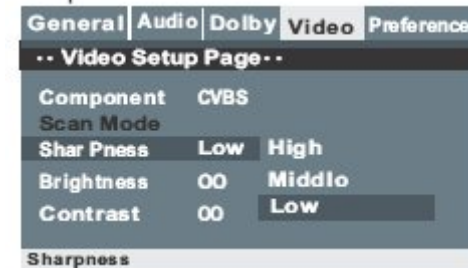 General Audio Dolby Video Preference
·· Video Setup Page··
Component CVBS
Scan Mode
Shar Pness Low High
Brightness 00 Middlo
Contrast 00 Low
Sharpness